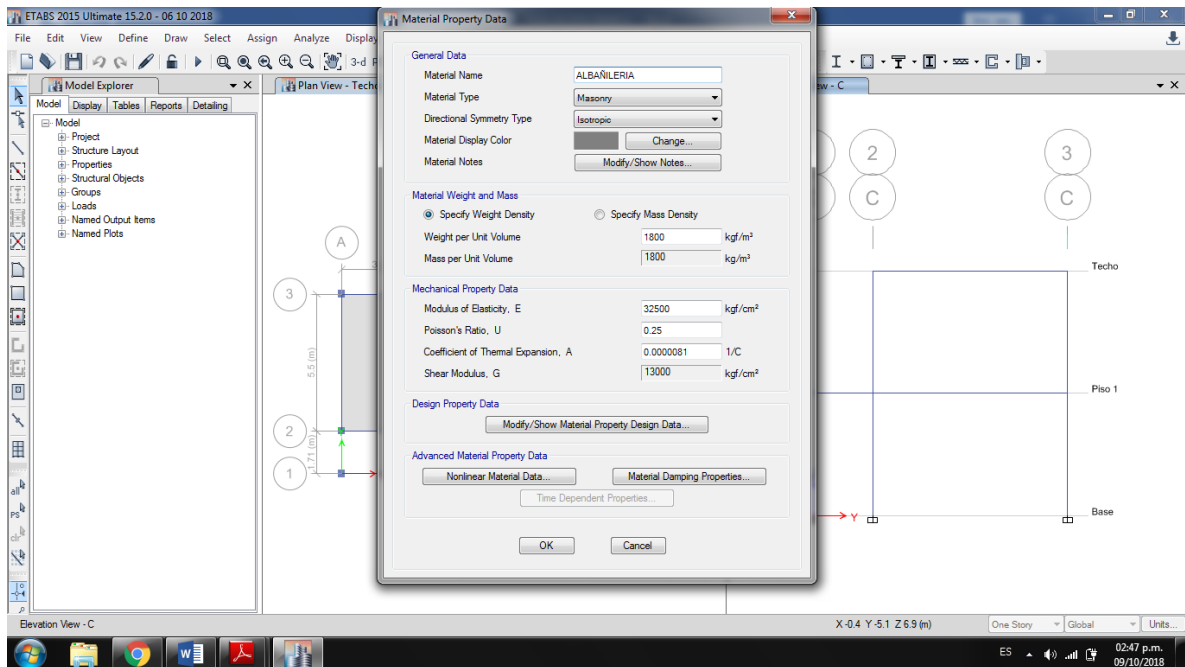 ETABS 2015 Ultimate 15.2.0 - 06 10 2018
File Edit View Define Draw Select Assign Analyze Display
3-d
Model Explorer
Model Display Tables Reports Detailing
Model
Project
Structure Layout
Properties
Structural Objects
Groups
Loads
Named Output Items
Named Plots
all
PS
clr
Plan View - Techo
A
3
5.5 (m)
2
1.71 (m)
1
Material Property Data
General Data
Material Name ALBAÑILERIA
Material Type Masonry
Directional Symmetry Type Isotropic
Material Display Color Change...
Material Notes Modify/Show Notes...
Material Weight and Mass
Specify Weight Density Specify Mass Density
Weight per Unit Volume 1800 kgf/m³
Mass per Unit Volume 1800 kg/m³
Mechanical Property Data
Modulus of Elasticity, E 32500 kgf/cm²
Poisson's Ratio, U 0.25
Coefficient of Thermal Expansion, A 0.0000081 1/C
Shear Modulus, G 13000 kgf/cm²
Design Property Data
Modify/Show Material Property Design Data...
Advanced Material Property Data
Nonlinear Material Data... Material Damping Properties...
Time Dependent Properties...
OK Cancel
ew - C
2 3
C C
Techo
Piso 1
Base
Y
Elevation View - C X -0.4 Y -5.1 Z 6.9 (m) One Story Global Units...
ES 02:47 p.m.
09/10/2018